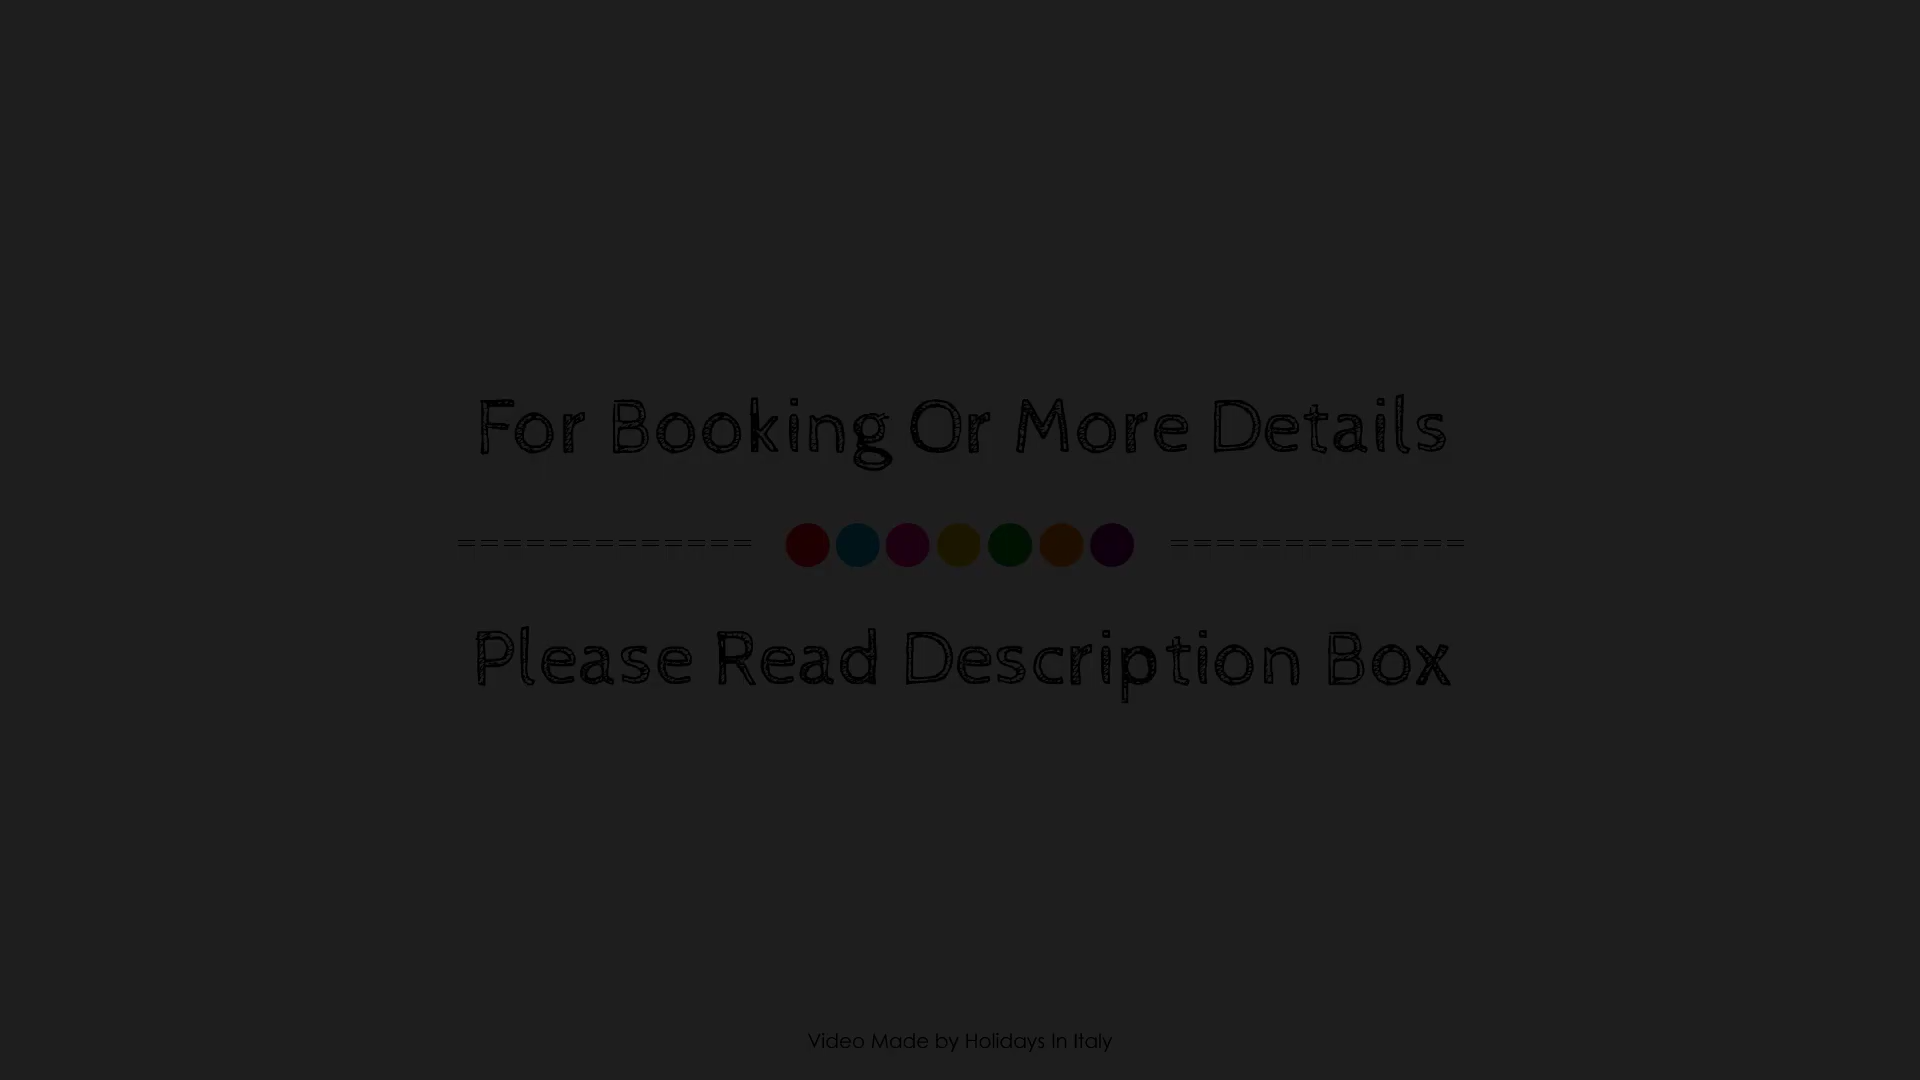 For Booking Or More Details
============= =============
Please Read Description Box
Video Made by Holidays In Italy